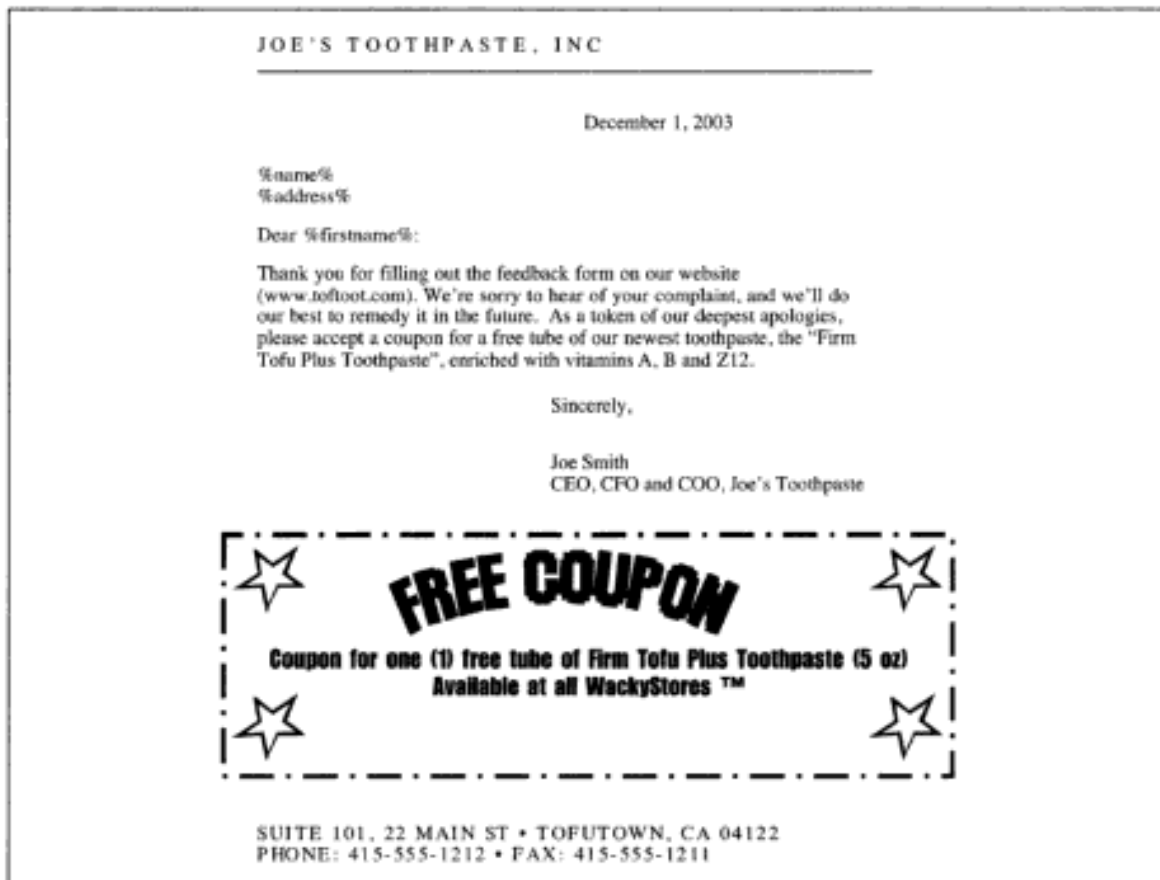 JOE'S TOOTHPASTE, INC
December 1, 2003
%name%
%address%
Dear %firstname%:
Thank you for filling out the feedback form on our website
(www.toftoot.com). We're sorry to hear of your complaint, and we'll do
our best to remedy it in the future.  As a token of our deepest apologies,
please accept a coupon for a free tube of our newest toothpaste, the "Firm
Tofu Plus Toothpaste", enriched with vitamins A, B and Z12.
Sincerely,
Joe Smith
CEO, CFO and COO, Joe's Toothpaste
FREE COUPON
Coupon for one (1) free tube of Firm Tofu Plus Toothpaste (5 oz)
Available at all WackyStores ™
SUITE 101, 22 MAIN ST • TOFUTOWN, CA 04122
PHONE: 415-555-1212 • FAX: 415-555-1211